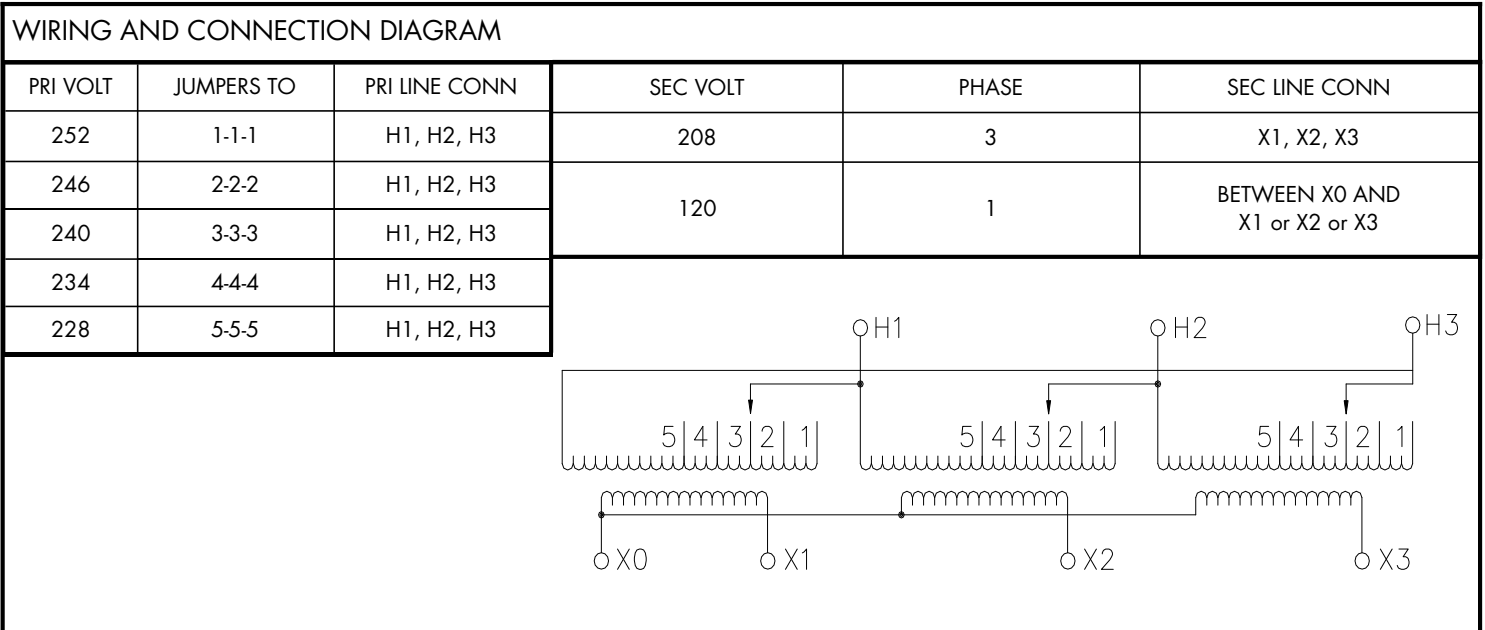 WIRING AND CONNECTION DIAGRAM
PRI VOLT JUMPERS TO PRI LINE CONN
252 1-1-1 H1, H2, H3
246 2-2-2 H1, H2, H3
240 3-3-3 H1, H2, H3
234 4-4-4 H1, H2, H3
228 5-5-5 H1, H2, H3
SEC VOLT PHASE SEC LINE CONN
208 3 X1, X2, X3
120 1 BETWEEN X0 AND
X1 or X2 or X3
H1 H2 H3
5 4 3 2 1 5 4 3 2 1 5 4 3 2 1
X0 X1 X2 X3